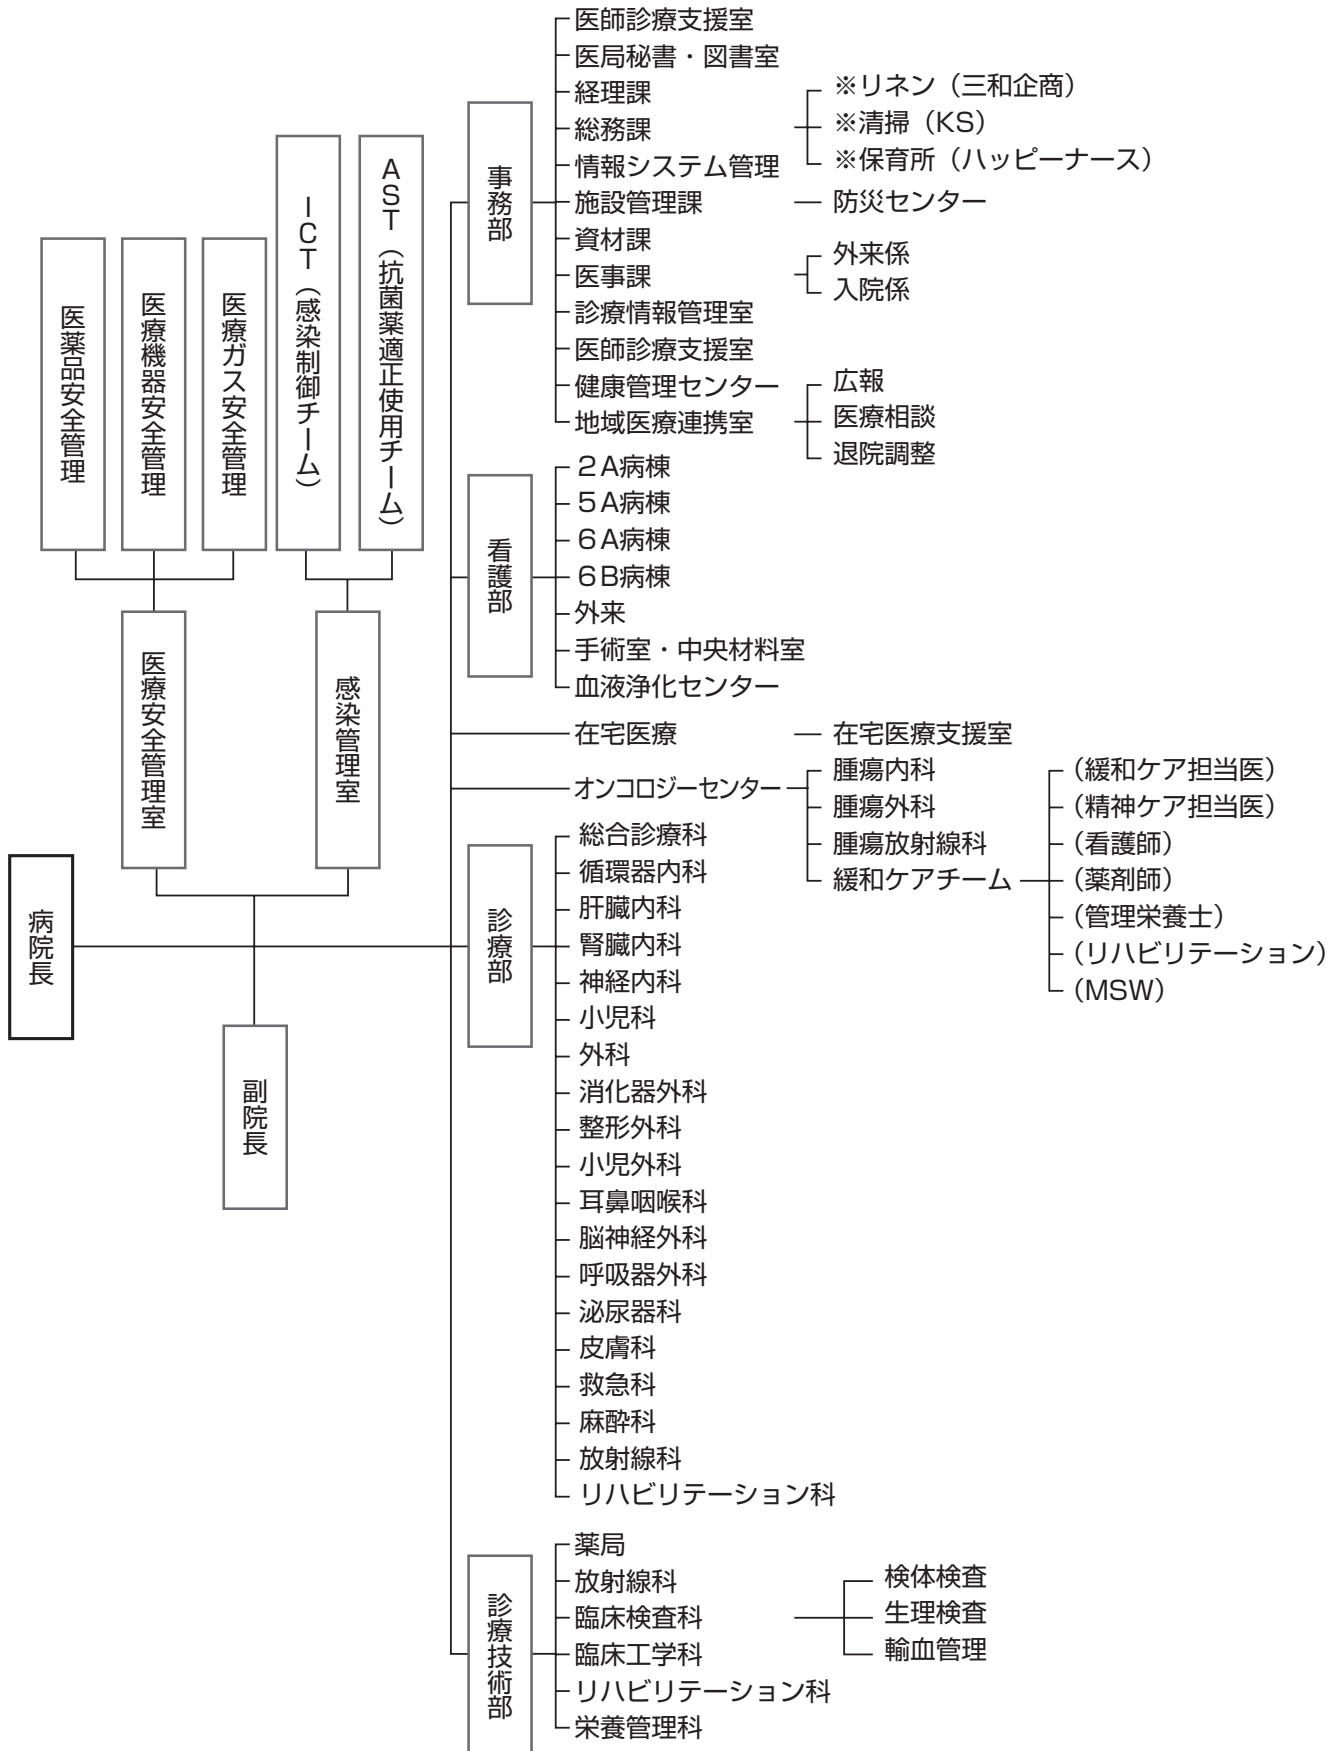 病院長
副院長
医療安全管理室
医薬品安全管理
医療機器安全管理
医療ガス安全管理
感染管理室
ICT（感染制御チーム）
AST（抗菌薬適正使用チーム）
事務部
医師診療支援室
医局秘書・図書室
経理課
総務課
※リネン（三和企商）
※清掃（KS）
※保育所（ハッピーナース）
情報システム管理
施設管理課
防災センター
資材課
医事課
外来係
入院係
診療情報管理室
医師診療支援室
健康管理センター
地域医療連携室
広報
医療相談
退院調整
看護部
２A病棟
５A病棟
６A病棟
６B病棟
外来
手術室・中央材料室
血液浄化センター
在宅医療
在宅医療支援室
オンコロジーセンター
腫瘍内科
腫瘍外科
腫瘍放射線科
緩和ケアチーム
（緩和ケア担当医）
（精神ケア担当医）
（看護師）
（薬剤師）
（管理栄養士）
（リハビリテーション）
（MSW）
診療部
総合診療科
循環器内科
肝臓内科
腎臓内科
神経内科
小児科
外科
消化器外科
整形外科
小児外科
耳鼻咽喉科
脳神経外科
呼吸器外科
泌尿器科
皮膚科
救急科
麻酔科
放射線科
リハビリテーション科
診療技術部
薬局
放射線科
臨床検査科
検体検査
生理検査
輸血管理
臨床工学科
リハビリテーション科
栄養管理科